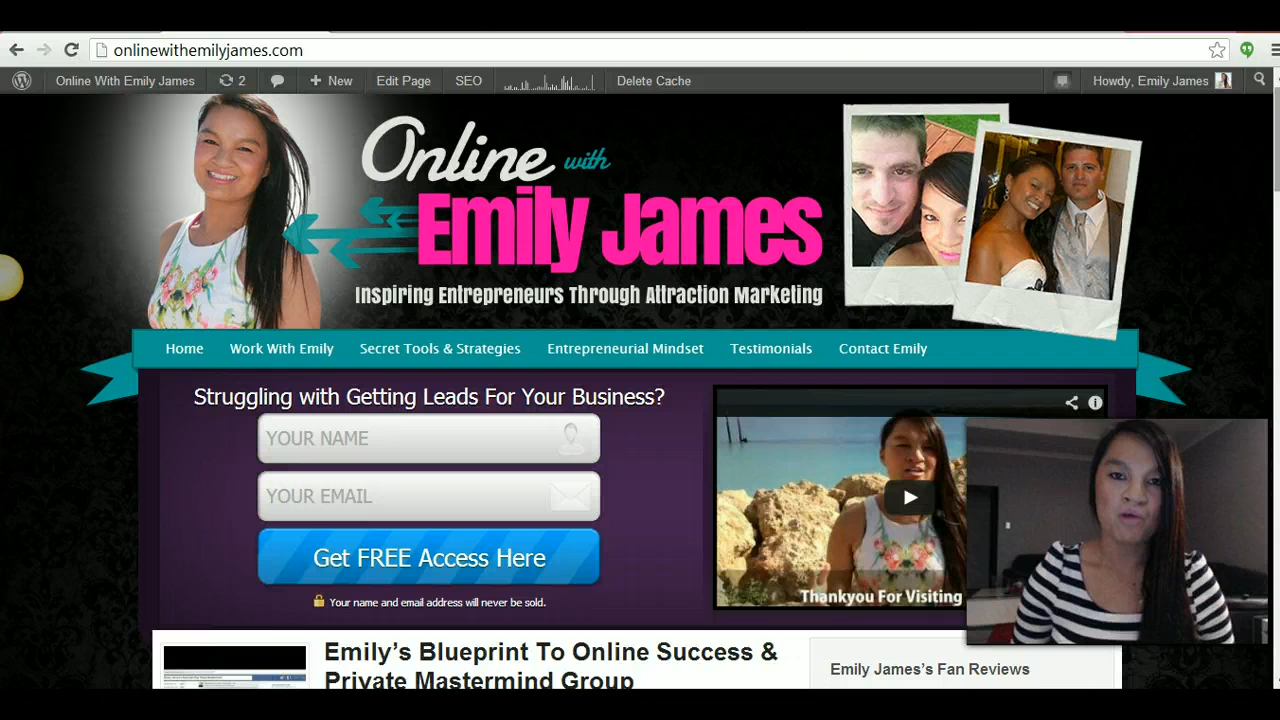 onlinewithemilyjames.com
Online With Emily James 2 New Edit Page SEO Delete Cache Howdy, Emily James
Online with
Emily James
Inspiring Entrepreneurs Through Attraction Marketing
Home Work With Emily Secret Tools & Strategies Entrepreneurial Mindset Testimonials Contact Emily
Struggling with Getting Leads For Your Business?
YOUR NAME
YOUR EMAIL
Get FREE Access Here
Your name and email address will never be sold.
Thankyou For Visiting
Emily's Blueprint To Online Success &
Private Mastermind Group
Emily James's Fan Reviews